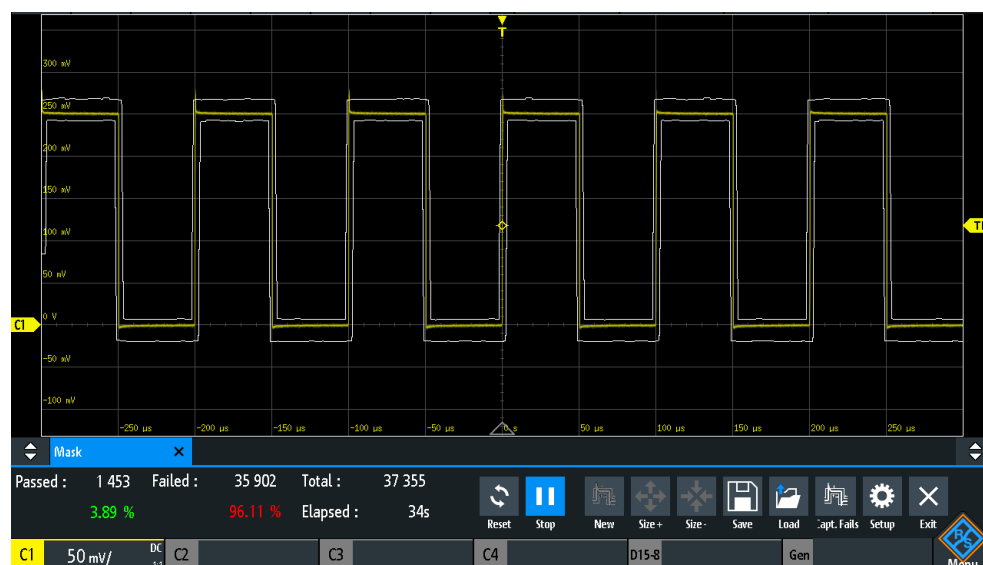 T
300 mV
250 mV
200 mV
150 mV
100 mV
50 mV
0 V
-50 mV
-100 mV
C1
-250 µs -200 µs -150 µs -100 µs -50 µs 0 s 50 µs 100 µs 150 µs 200 µs 250 µs
Mask ×
Passed : 1 453 Failed : 35 902 Total : 37 355
3.89 % 96.11 % Elapsed : 34s
Reset Stop New Size+ Size- Save Load Capt. Fails Setup Exit
C1 50 mV/ DC 1:1 C2 C3 C4 D15-8 Gen Menu
R&S